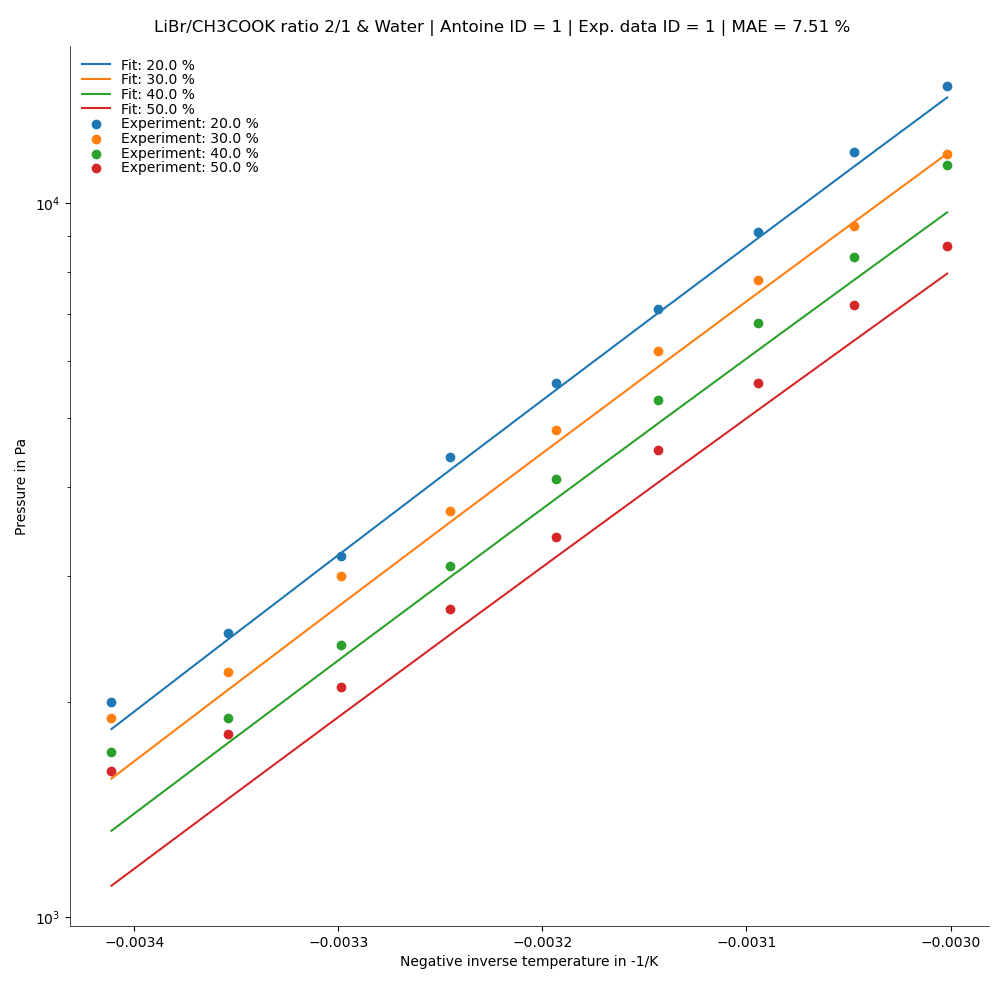 LiBr/CH3COOK ratio 2/1 & Water | Antoine ID = 1 | Exp. data ID = 1 | MAE = 7.51 %
Fit: 20.0 %
Fit: 30.0 %
Fit: 40.0 %
Fit: 50.0 %
Experiment: 20.0 %
Experiment: 30.0 %
Experiment: 40.0 %
Experiment: 50.0 %
10⁴
Pressure in Pa
10³
−0.0034 −0.0033 −0.0032 −0.0031 −0.0030
Negative inverse temperature in -1/K